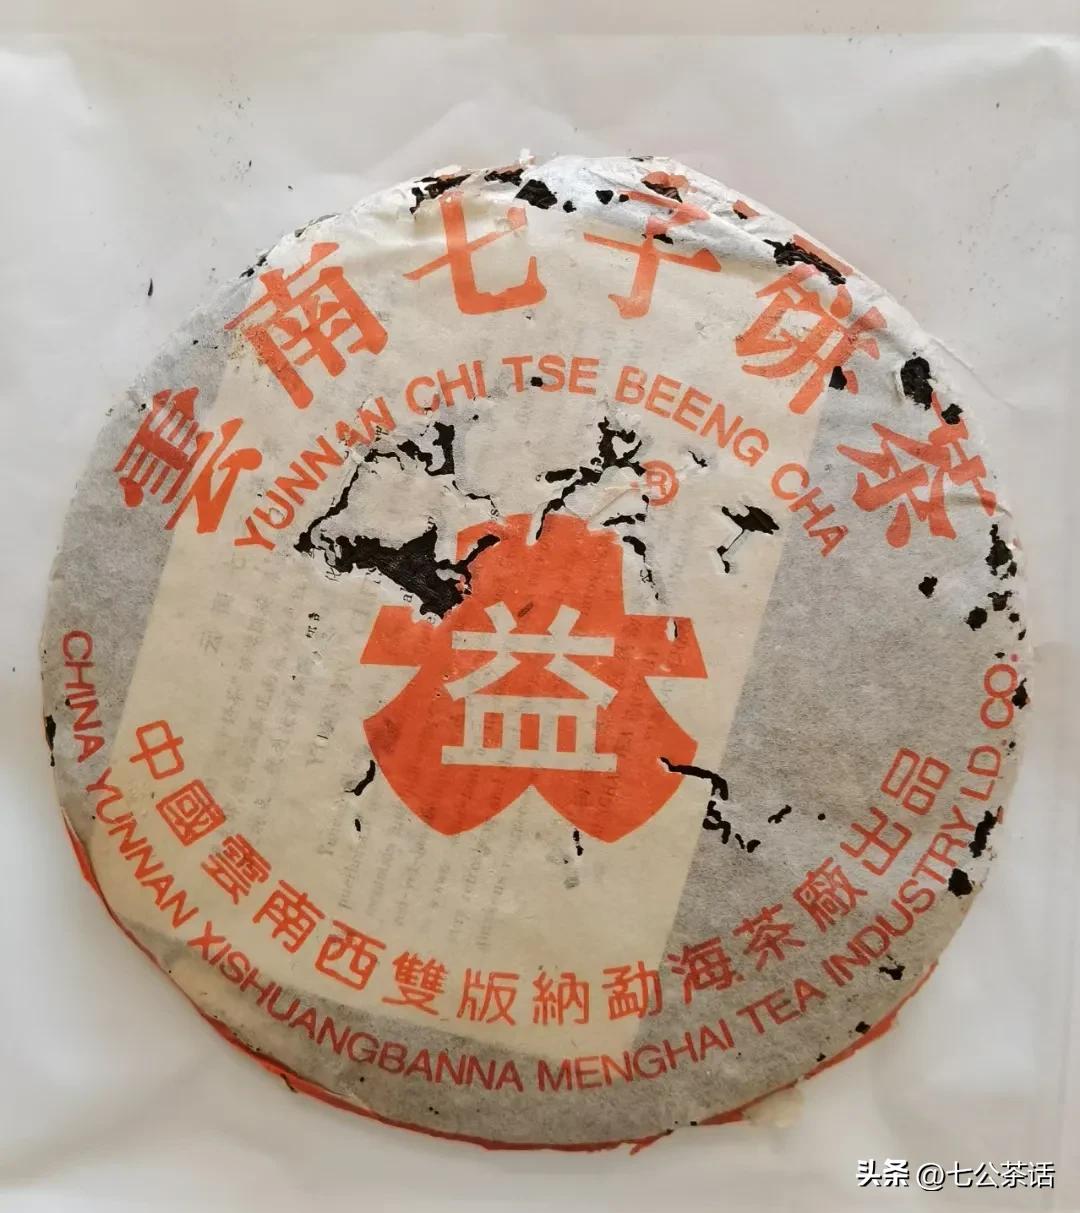 雲南七子餅茶
YUNNAN CHI TSE BEENG CHA
®
益
中國雲南西雙版納勐海茶廠出品
CHINA YUNNAN XISHUANGBANNA MENGHAI TEA INDUSTRY LD.CO.
头条 @七公茶话